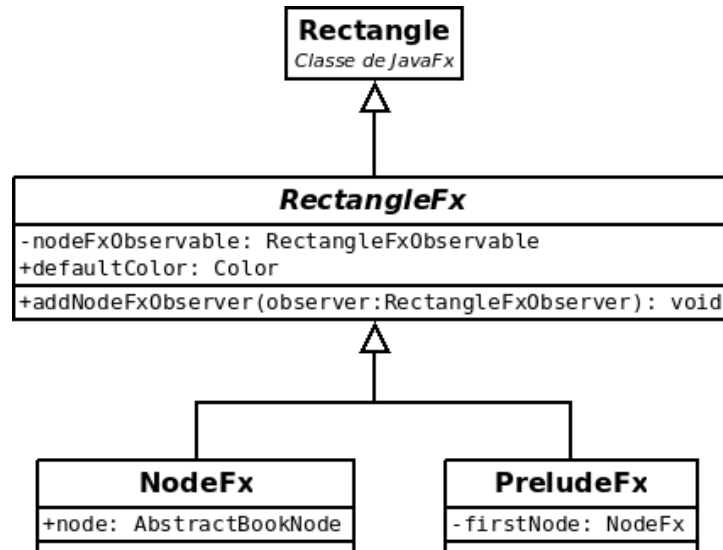 Rectangle
Classe de JavaFx
RectangleFx
-nodeFxObservable: RectangleFxObservable
+defaultColor: Color
+addNodeFxObserver(observer:RectangleFxObserver): void
NodeFx
+node: AbstractBookNode
PreludeFx
-firstNode: NodeFx